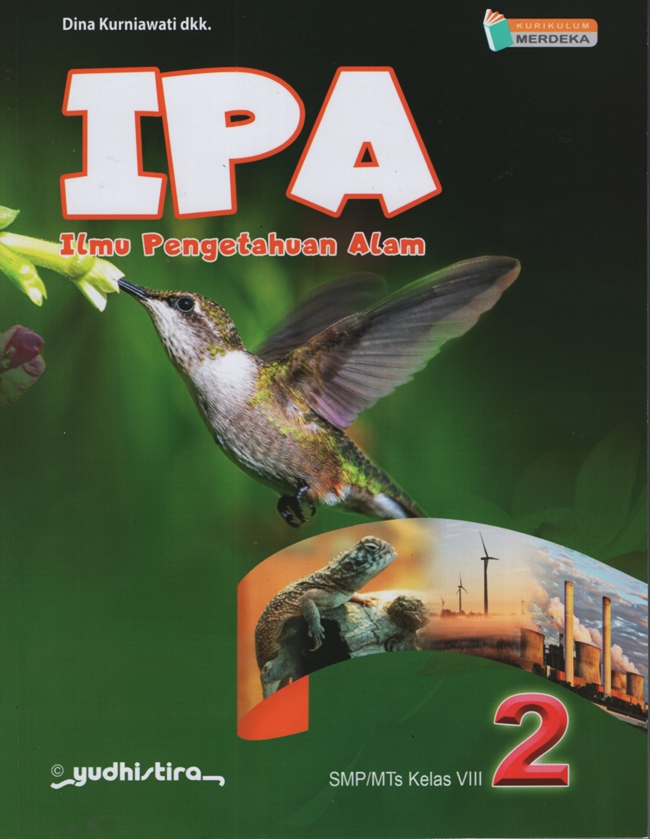 Dina Kurniawati dkk.
KURIKULUM
MERDEKA
IPA
Ilmu Pengetahuan Alam
© yudhistira
SMP/MTs Kelas VIII
2